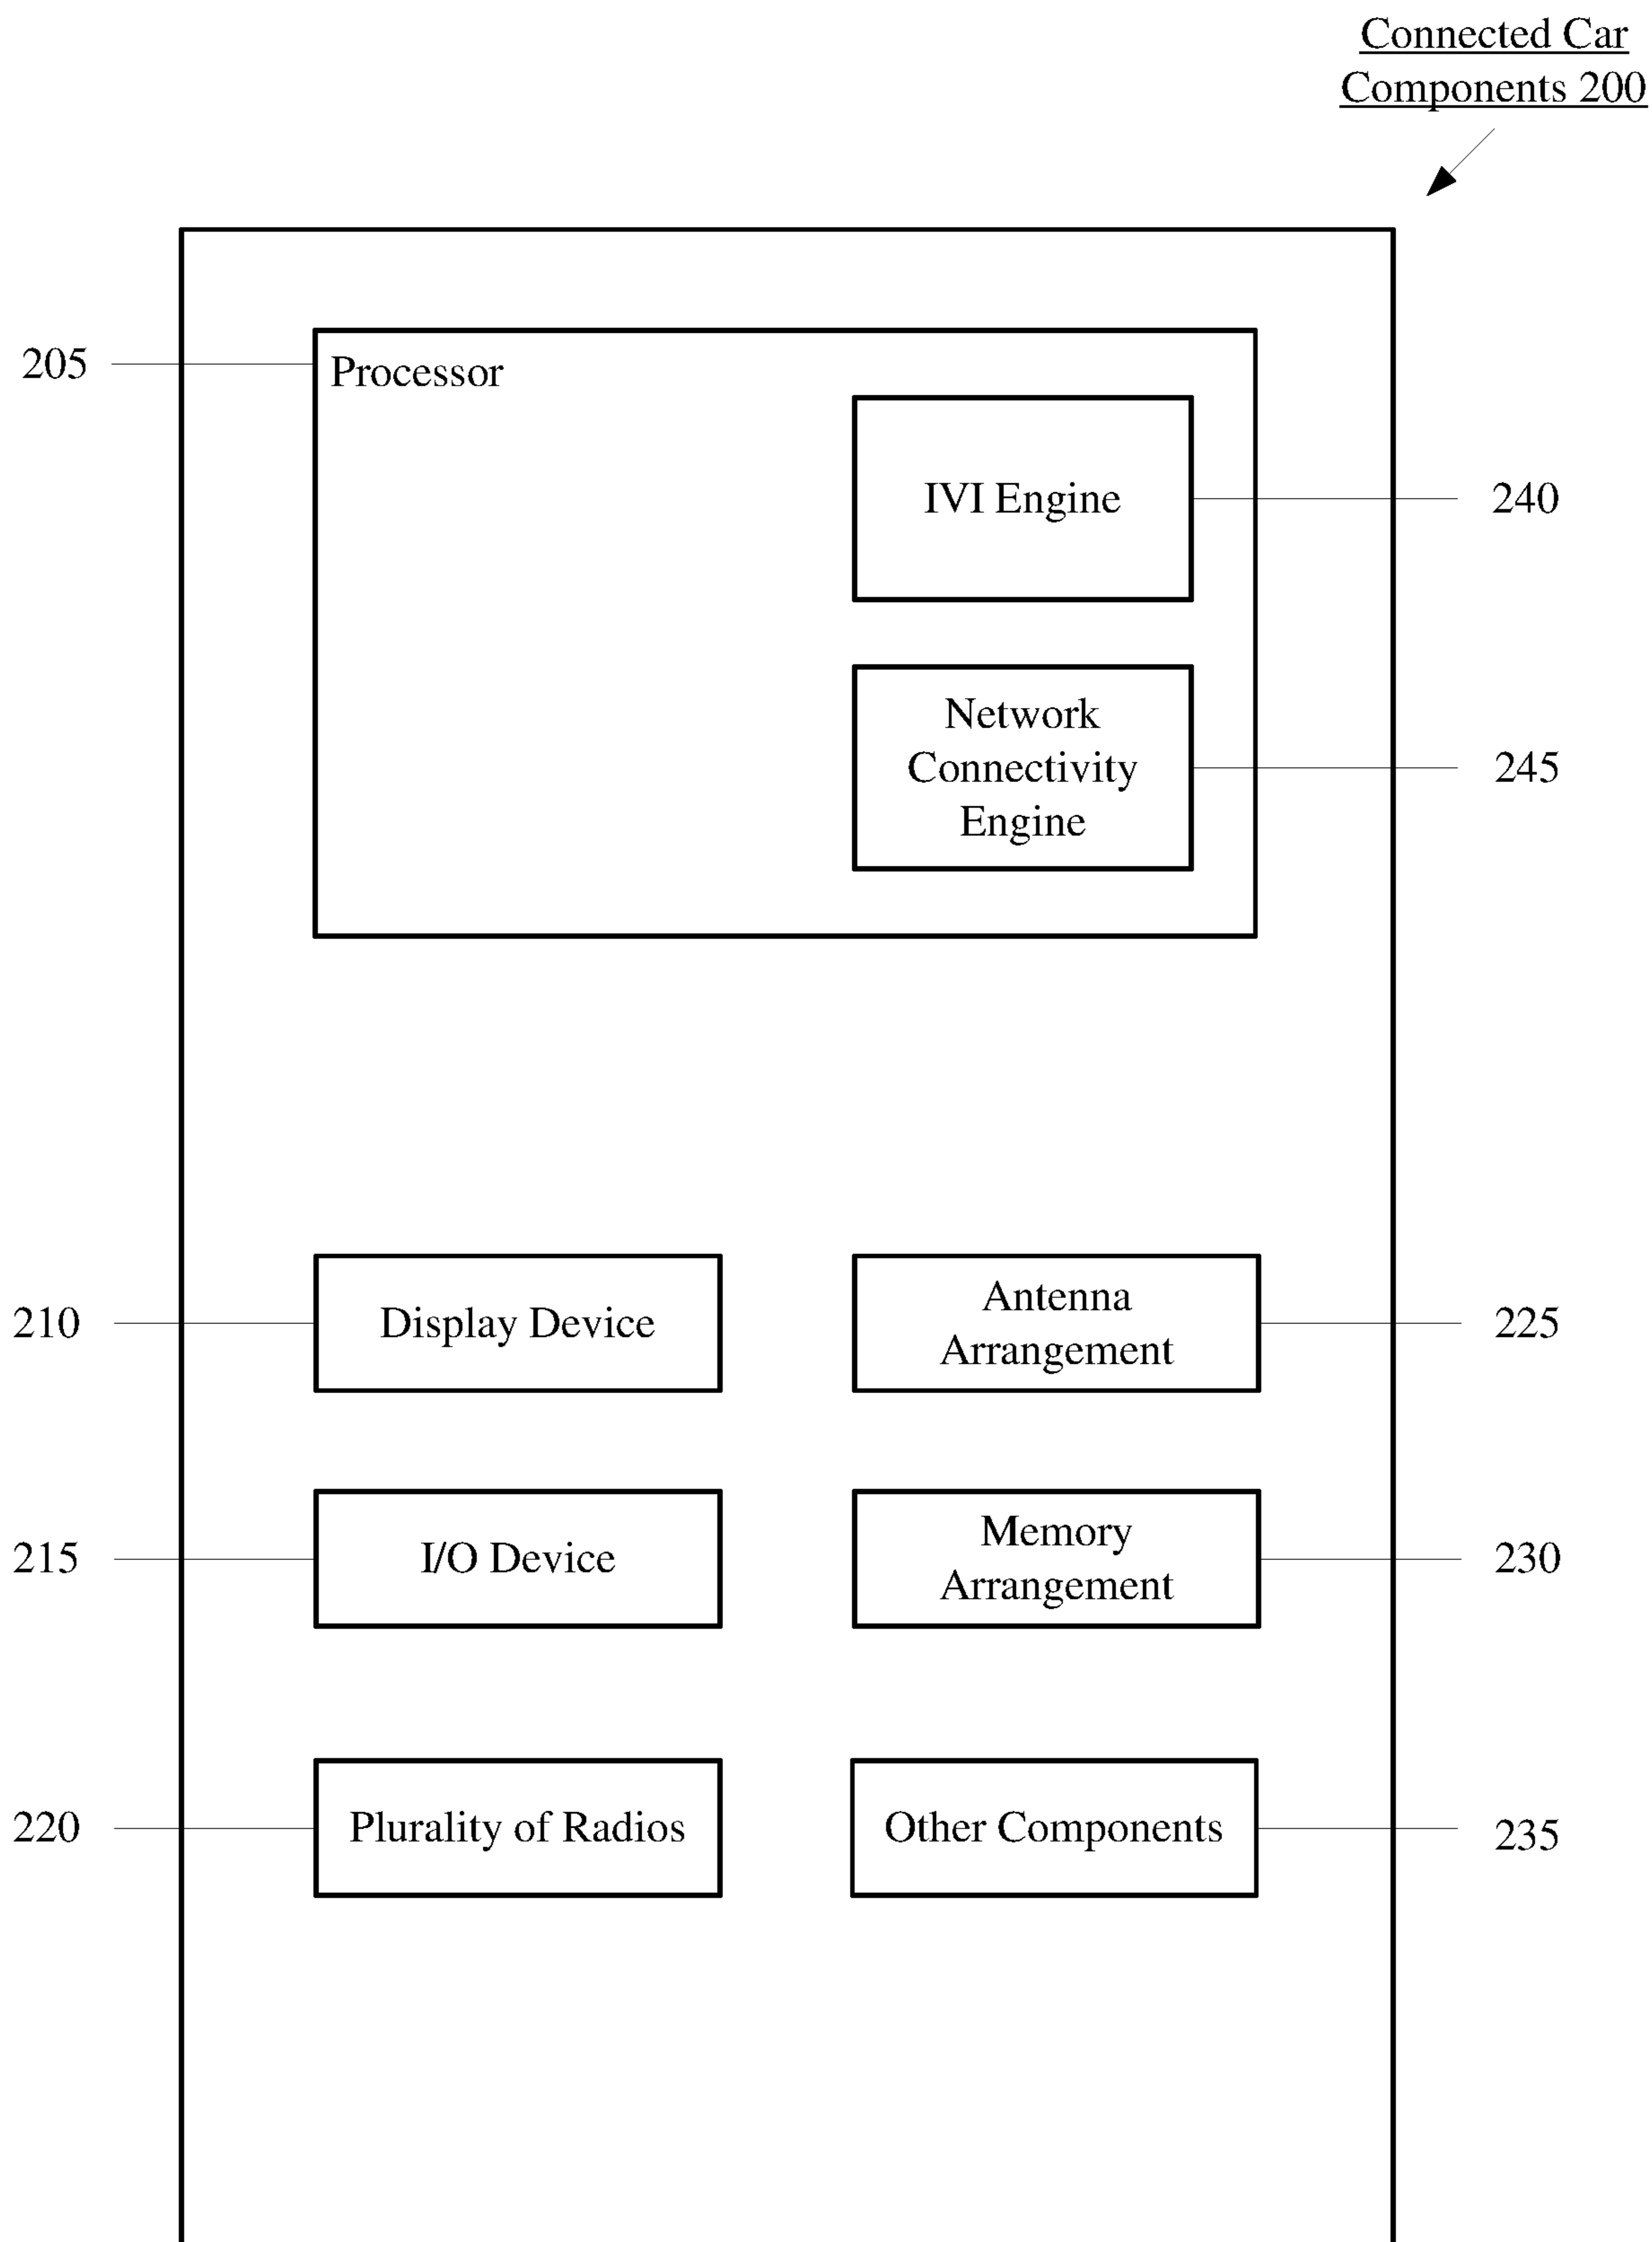 Connected Car
Components 200
205
Processor
IVI Engine
240
Network
Connectivity
Engine
245
210
Display Device
Antenna
Arrangement
225
215
I/O Device
Memory
Arrangement
230
220
Plurality of Radios
Other Components
235